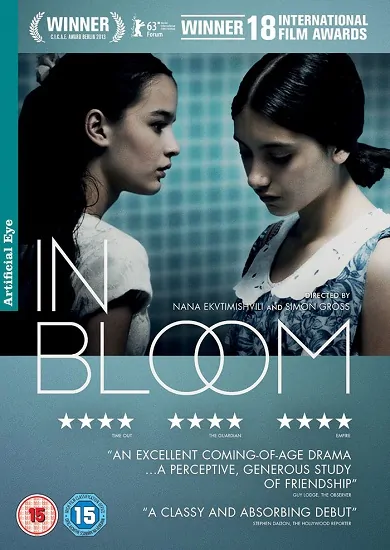 WINNER
C.I.C.A.E. AWARD BERLIN 2013
63
Forum
WINNER 18 INTERNATIONAL
FILM AWARDS
Artificial Eye
DIRECTED BY
NANA EKVTIMISHVILI AND SIMON GROSS
IN
BLOOM
★★★★ ★★★★ ★★★★
TIME OUT THE GUARDIAN EMPIRE
“AN EXCELLENT COMING-OF-AGE DRAMA
...A PERCEPTIVE, GENEROUS STUDY
OF FRIENDSHIP”
GUY LODGE, THE OBSERVER
“A CLASSY AND ABSORBING DEBUT”
STEPHEN DALTON, THE HOLLYWOOD REPORTER
15 15